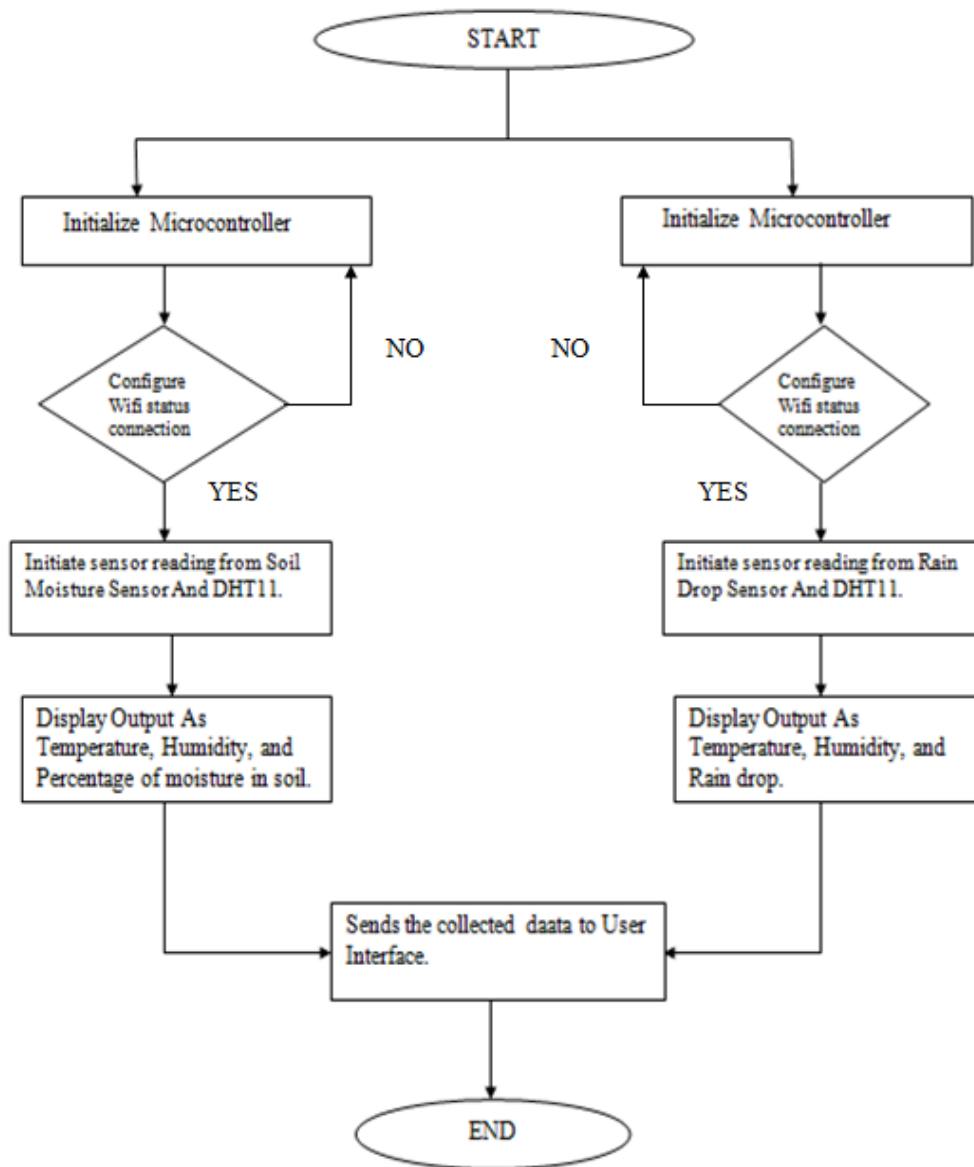 START
Initialize Microcontroller
Initialize Microcontroller
NO
NO
Configure
Wifi status
connection
Configure
Wifi status
connection
YES
YES
Initiate sensor reading from Soil
Moisture Sensor And DHT11.
Initiate sensor reading from Rain
Drop Sensor And DHT11.
Display Output As
Temperature, Humidity, and
Percentage of moisture in soil.
Display Output As
Temperature, Humidity, and
Rain drop.
Sends the collected daata to User
Interface.
END